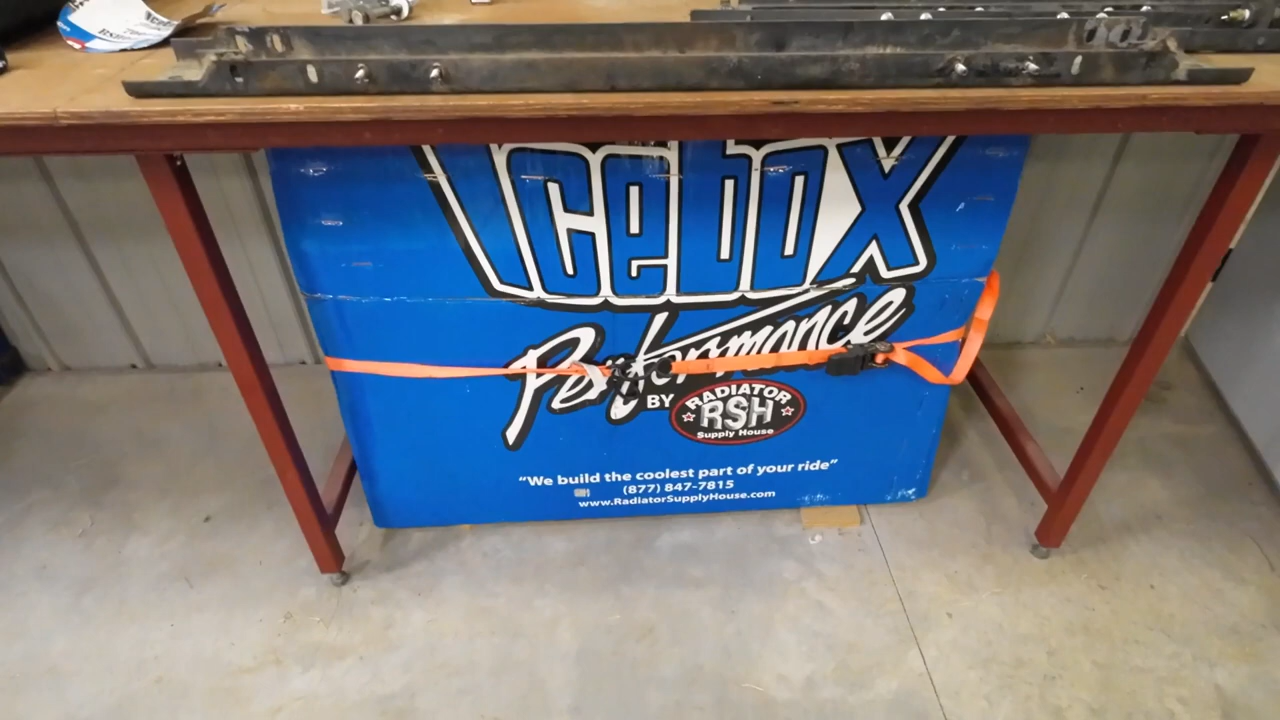 Icebox
Icebox
Performance
BY
RADIATOR
RSH
Supply House
“We build the coolest part of your ride”
(877) 847-7815
www.RadiatorSupplyHouse.com